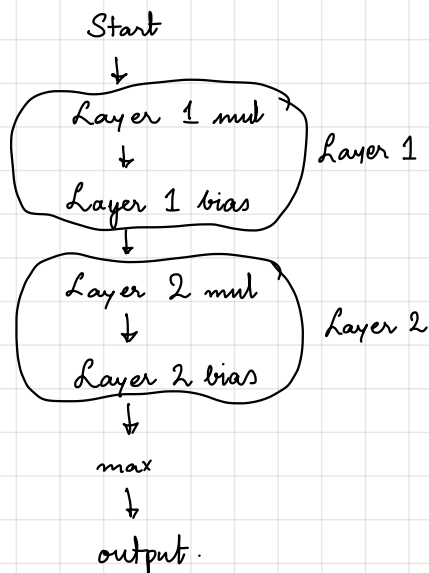 Start
Layer 1 mul
Layer 1
Layer 1 bias
Layer 2 mul
Layer 2
Layer 2 bias
max
output.